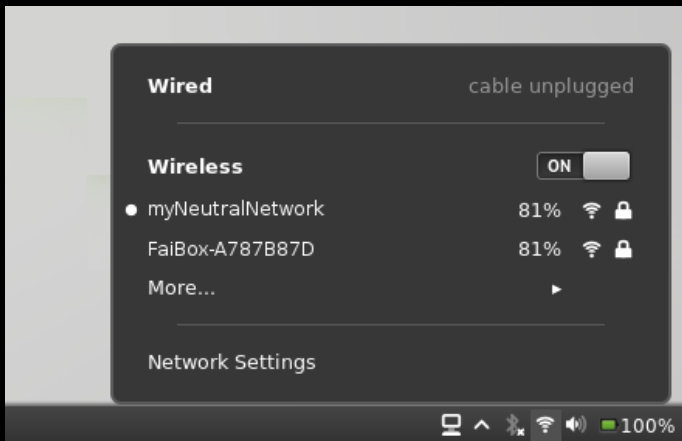 Wired cable unplugged
Wireless ON
myNeutralNetwork 81%
FaiBox-A787B87D 81%
More...
Network Settings
100%